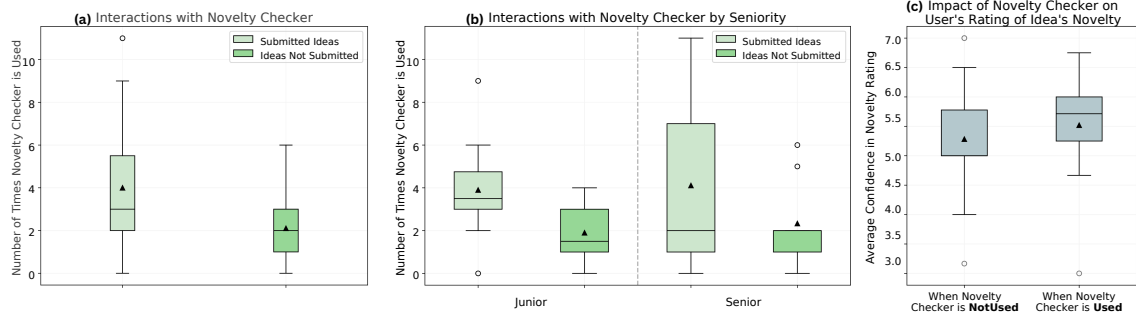 (a) Interactions with Novelty Checker
Number of Times Novelty Checker is Used
10
8
6
4
2
0
Submitted Ideas
Ideas Not Submitted
(b) Interactions with Novelty Checker by Seniority
Number of Times Novelty Checker is Used
10
8
6
4
2
0
Submitted Ideas
Ideas Not Submitted
Junior
Senior
(c) Impact of Novelty Checker on
User's Rating of Idea's Novelty
Average Confidence in Novelty Rating
7.0
6.5
6.0
5.5
5.0
4.5
4.0
3.5
3.0
When Novelty
Checker is NotUsed
When Novelty
Checker is Used